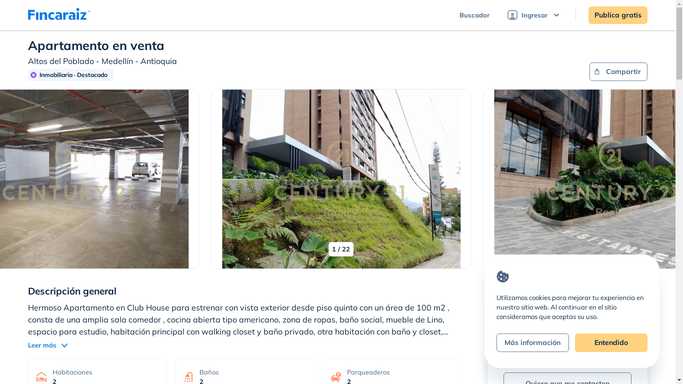 Fincaraiz
Buscador
Ingresar
Publica gratis
Apartamento en venta
Altos del Poblado - Medellín - Antioquia
Inmobiliaria · Destacado
Compartir
CENTURY 21
21
CENTURY 21
21
CENTURY 21
VISITANTES
1 / 22
Descripción general
Hermoso Apartamento en Club House para estrenar con vista exterior desde piso quinto con un área de 100 m2 ,
consta de una amplia sala comedor , cocina abierta tipo americano, zona de ropas, baño social, mueble de Lino,
espacio para estudio, habitación principal con walking closet y baño privado, otra habitación con baño y closet,...
Leer más
Habitaciones
2
Baños
2
Parqueaderos
2
Utilizamos cookies para mejorar tu experiencia en
nuestro sitio web. Al continuar en el sitio
consideramos que aceptas su uso.
Más información
Entendido
Quiero que me contacten